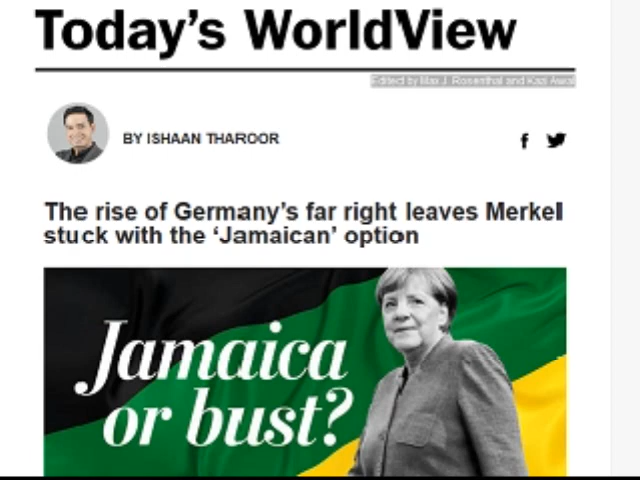 Today's WorldView
Edited by Max J. Rosenthal and Kazi Awal
BY ISHAAN THAROOR
The rise of Germany's far right leaves Merkel
stuck with the 'Jamaican' option
Jamaica
or bust?